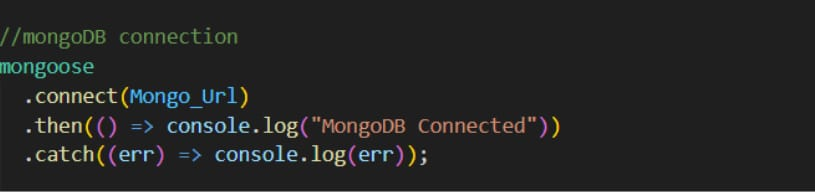 //mongoDB connection
mongoose
.connect(Mongo_Url)
.then(() => console.log("MongoDB Connected"))
.catch((err) => console.log(err));